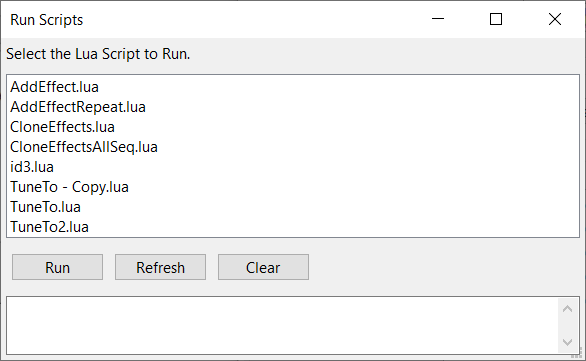 Run Scripts
Select the Lua Script to Run.
AddEffect.lua
AddEffectRepeat.lua
CloneEffects.lua
CloneEffectsAllSeq.lua
id3.lua
TuneTo - Copy.lua
TuneTo.lua
TuneTo2.lua
Run Refresh Clear